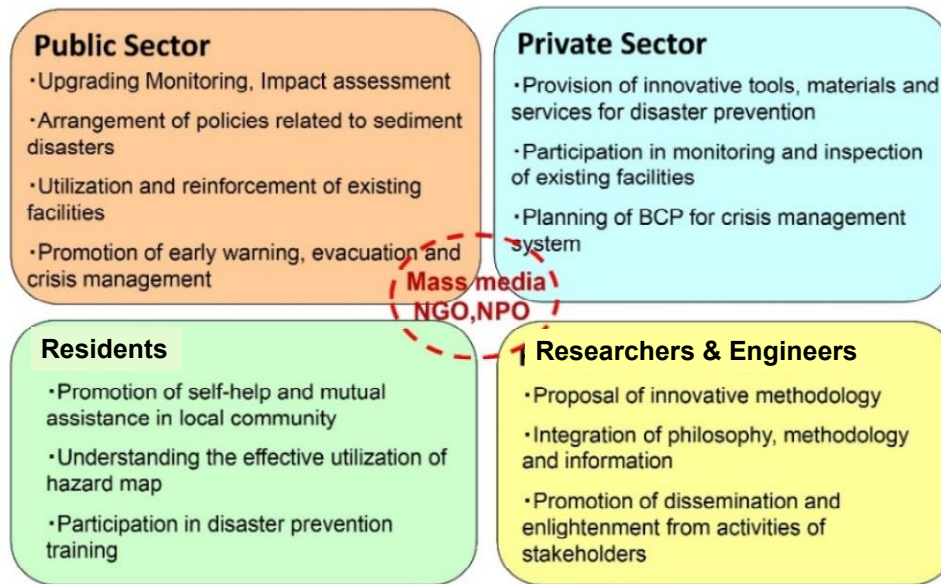 Public Sector
・Upgrading Monitoring, Impact assessment
・Arrangement of policies related to sediment
disasters
・Utilization and reinforcement of existing
facilities
・Promotion of early warning, evacuation and
crisis management
Private Sector
・Provision of innovative tools, materials and
services for disaster prevention
・Participation in monitoring and inspection
of existing facilities
・Planning of BCP for crisis management
system
Mass media
NGO,NPO
Residents
・Promotion of self-help and mutual
assistance in local community
・Understanding the effective utilization of
hazard map
・Participation in disaster prevention
training
Researchers & Engineers
・Proposal of innovative methodology
・Integration of philosophy, methodology
and information
・Promotion of dissemination and
enlightenment from activities of
stakeholders